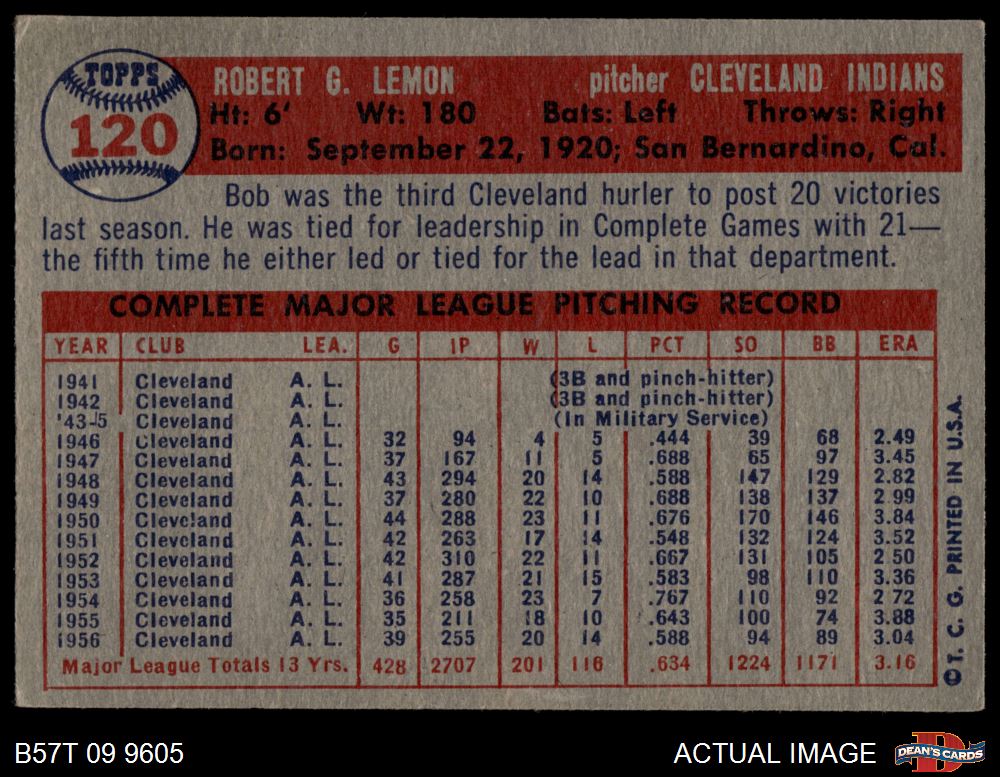 TOPPS
120
ROBERT G. LEMON pitcher CLEVELAND INDIANS
Ht: 6' Wt: 180 Bats: Left Throws: Right
Born: September 22, 1920; San Bernardino, Cal.
Bob was the third Cleveland hurler to post 20 victories
last season. He was tied for leadership in Complete Games with 21—
the fifth time he either led or tied for the lead in that department.
COMPLETE MAJOR LEAGUE PITCHING RECORD
YEAR CLUB LEA. G IP W L PCT SO BB ERA
1941 Cleveland A. L. (3B and pinch-hitter)
1942 Cleveland A. L. (3B and pinch-hitter)
'43-5 Cleveland A. L. (In Military Service)
1946 Cleveland A. L. 32 94 4 5 .444 39 68 2.49
1947 Cleveland A. L. 37 167 11 5 .688 65 97 3.45
1948 Cleveland A. L. 43 294 20 14 .588 147 129 2.82
1949 Cleveland A. L. 37 280 22 10 .688 138 137 2.99
1950 Cleveland A. L. 44 288 23 11 .676 170 146 3.84
1951 Cleveland A. L. 42 263 17 14 .548 132 124 3.52
1952 Cleveland A. L. 42 310 22 11 .667 131 105 2.50
1953 Cleveland A. L. 41 287 21 15 .583 98 110 3.36
1954 Cleveland A. L. 36 258 23 7 .767 110 92 2 72
1955 Cleveland A. L. 35 211 18 10 .643 100 74 3.88
1956 Cleveland A. L. 39 255 20 14 .588 94 89 3.04
Major League Totals 13 Yrs. 428 2707 201 116 .634 1224 1171 3.16
© T. C. G. PRINTED IN U.S.A.
B57T 09 9605
ACTUAL IMAGE
D
DEAN'S CARDS